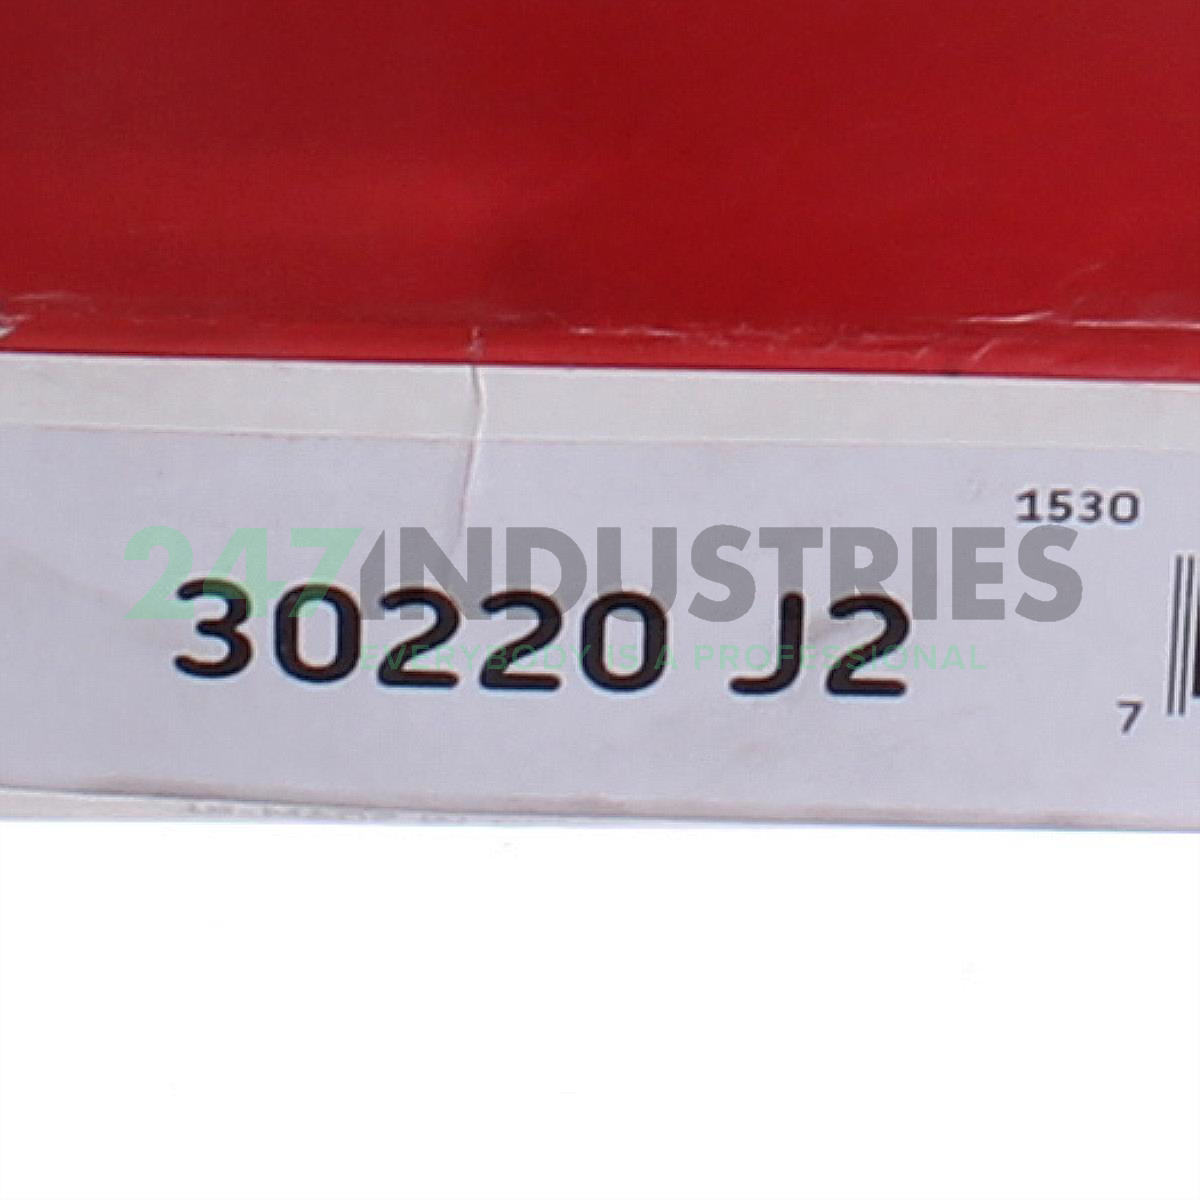 1530
247INDUSTRIES
30220 J2
EVERYBODY IS A PROFESSIONAL
7